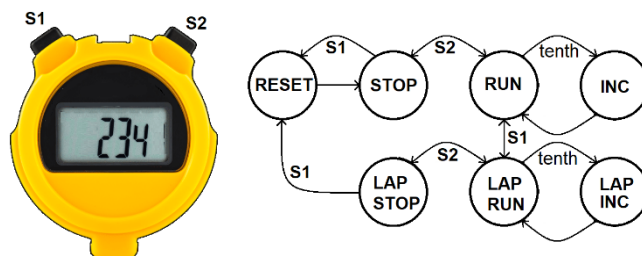 S1
S2
234
S1
S2
tenth
RESET
STOP
RUN
INC
S1
S1
S2
tenth
LAP
STOP
LAP
RUN
LAP
INC